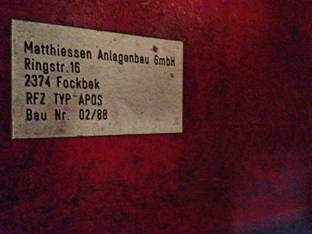 Matthiessen Anlagenbau GmbH
Ringstr.16
2374 Fockbek
RFZ TYP APOS
Bau Nr. 02/88